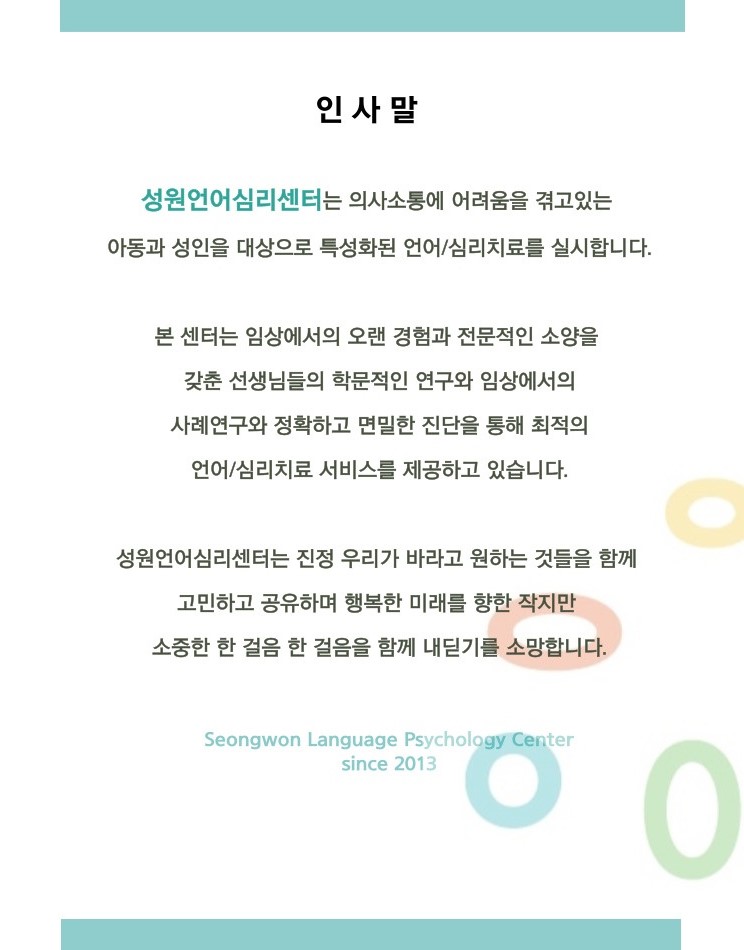 인 사 말
성원언어심리센터는 의사소통에 어려움을 겪고있는
아동과 성인을 대상으로 특성화된 언어/심리치료를 실시합니다.
본 센터는 임상에서의 오랜 경험과 전문적인 소양을
갖춘 선생님들의 학문적인 연구와 임상에서의
사례연구와 정확하고 면밀한 진단을 통해 최적의
언어/심리치료 서비스를 제공하고 있습니다.
성원언어심리센터는 진정 우리가 바라고 원하는 것들을 함께
고민하고 공유하며 행복한 미래를 향한 작지만
소중한 한 걸음 한 걸음을 함께 내딛기를 소망합니다.
Seongwon Language Psychology Center
since 2013